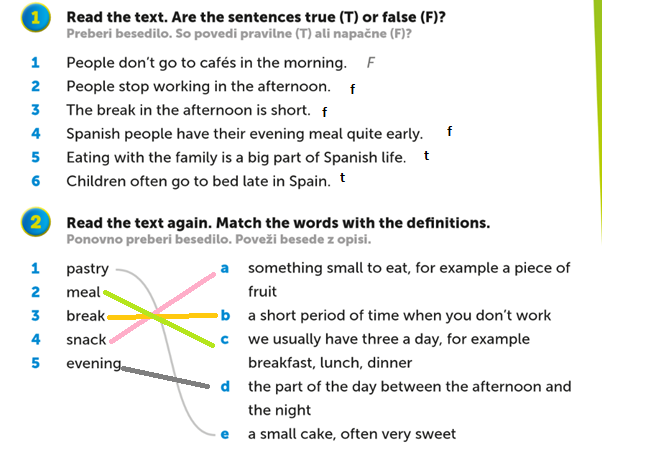 1 Read the text. Are the sentences true (T) or false (F)?
Preberi besedilo. So povedi pravilne (T) ali napačne (F)?
1 People don't go to cafés in the morning. F
2 People stop working in the afternoon. f
3 The break in the afternoon is short. f
4 Spanish people have their evening meal quite early. f
5 Eating with the family is a big part of Spanish life. t
6 Children often go to bed late in Spain. t
2 Read the text again. Match the words with the definitions.
Ponovno preberi besedilo. Poveži besede z opisi.
1 pastry
2 meal
3 break
4 snack
5 evening
a something small to eat, for example a piece of
fruit
b a short period of time when you don't work
c we usually have three a day, for example
breakfast, lunch, dinner
d the part of the day between the afternoon and
the night
e a small cake, often very sweet